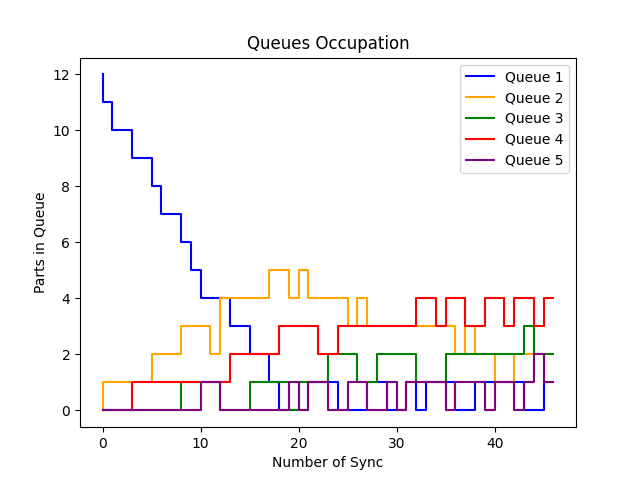 Queues Occupation
Queue 1
Queue 2
Queue 3
Queue 4
Queue 5
Parts in Queue
12
10
8
6
4
2
0
0 10 20 30 40
Number of Sync